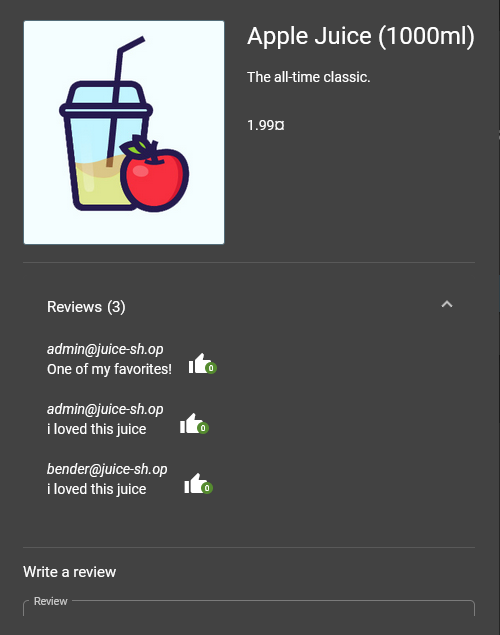 Apple Juice (1000ml)
The all-time classic.
1.99¤
Reviews (3)
admin@juice-sh.op
One of my favorites!
0
admin@juice-sh.op
i loved this juice
0
bender@juice-sh.op
i loved this juice
0
Write a review
Review